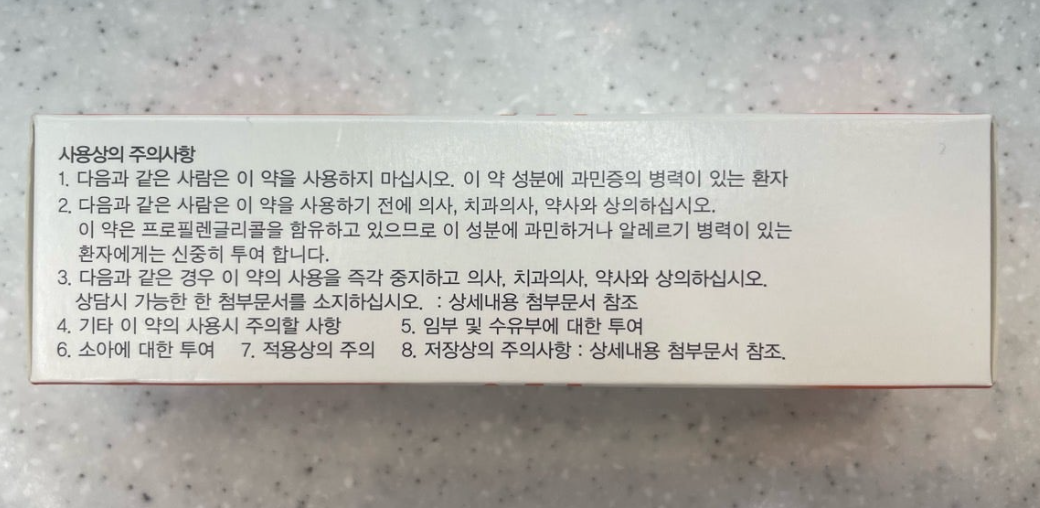 사용상의 주의사항
1. 다음과 같은 사람은 이 약을 사용하지 마십시오. 이 약 성분에 과민증의 병력이 있는 환자
2. 다음과 같은 사람은 이 약을 사용하기 전에 의사, 치과의사, 약사와 상의하십시오.
이 약은 프로필렌글리콜을 함유하고 있으므로 이 성분에 과민하거나 알레르기 병력이 있는
환자에게는 신중히 투여 합니다.
3. 다음과 같은 경우 이 약의 사용을 즉각 중지하고 의사, 치과의사, 약사와 상의하십시오.
상담시 가능한 한 첨부문서를 소지하십시오. : 상세내용 첨부문서 참조
4. 기타 이 약의 사용시 주의할 사항 5. 임부 및 수유부에 대한 투여
6. 소아에 대한 투여 7. 적용상의 주의 8. 저장상의 주의사항 : 상세내용 첨부문서 참조.